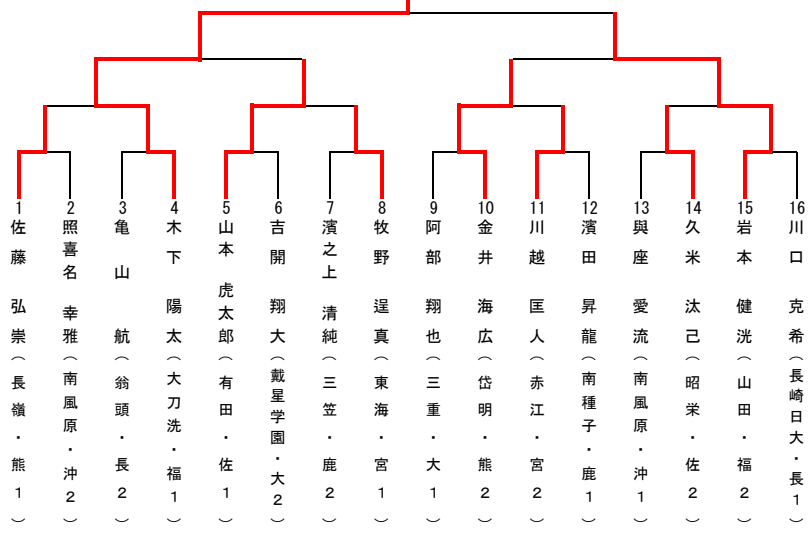 1 佐藤 弘崇（長嶺・熊1）
2 照喜名 幸雅（南風原・沖2）
3 亀山 航（翁頭・長2）
4 木下 陽太（大刀洗・福1）
5 山本 虎太郎（有田・佐1）
6 吉開 翔大（戴星学園・大2）
7 濱之上 清純（三笠・鹿2）
8 牧野 逞真（東海・宮1）
9 阿部 翔也（三重・大1）
10 金井 海広（岱明・熊2）
11 川越 匡人（赤江・宮2）
12 濱田 昇龍（南種子・鹿1）
13 與座 愛流（南風原・沖1）
14 久米 汰己（昭栄・佐2）
15 岩本 健洸（山田・福2）
16 川口 克希（長崎日大・長1）